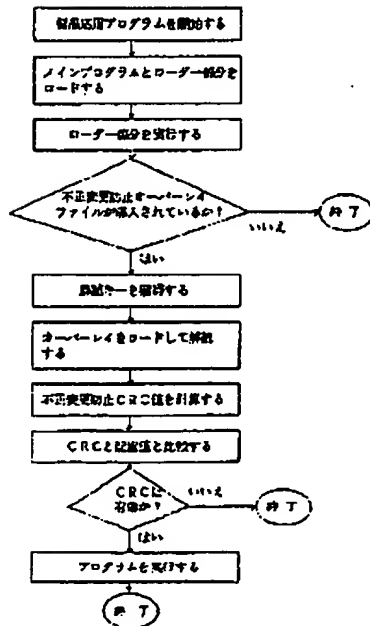 プログラムを開始する
メインプログラムとローダー部分を
ロードする
ローダー部分を実行する
不正変更防止オーバーレイ
ファイルが導入されているか?
いいえ
終了
はい
キーを
オーバーレイをロードして解読
する
不正変更防止CRC値を計算する
CRCと記憶値と比較する
CRCは
有効か?
いいえ
終了
はい
プログラムを実行する
終了